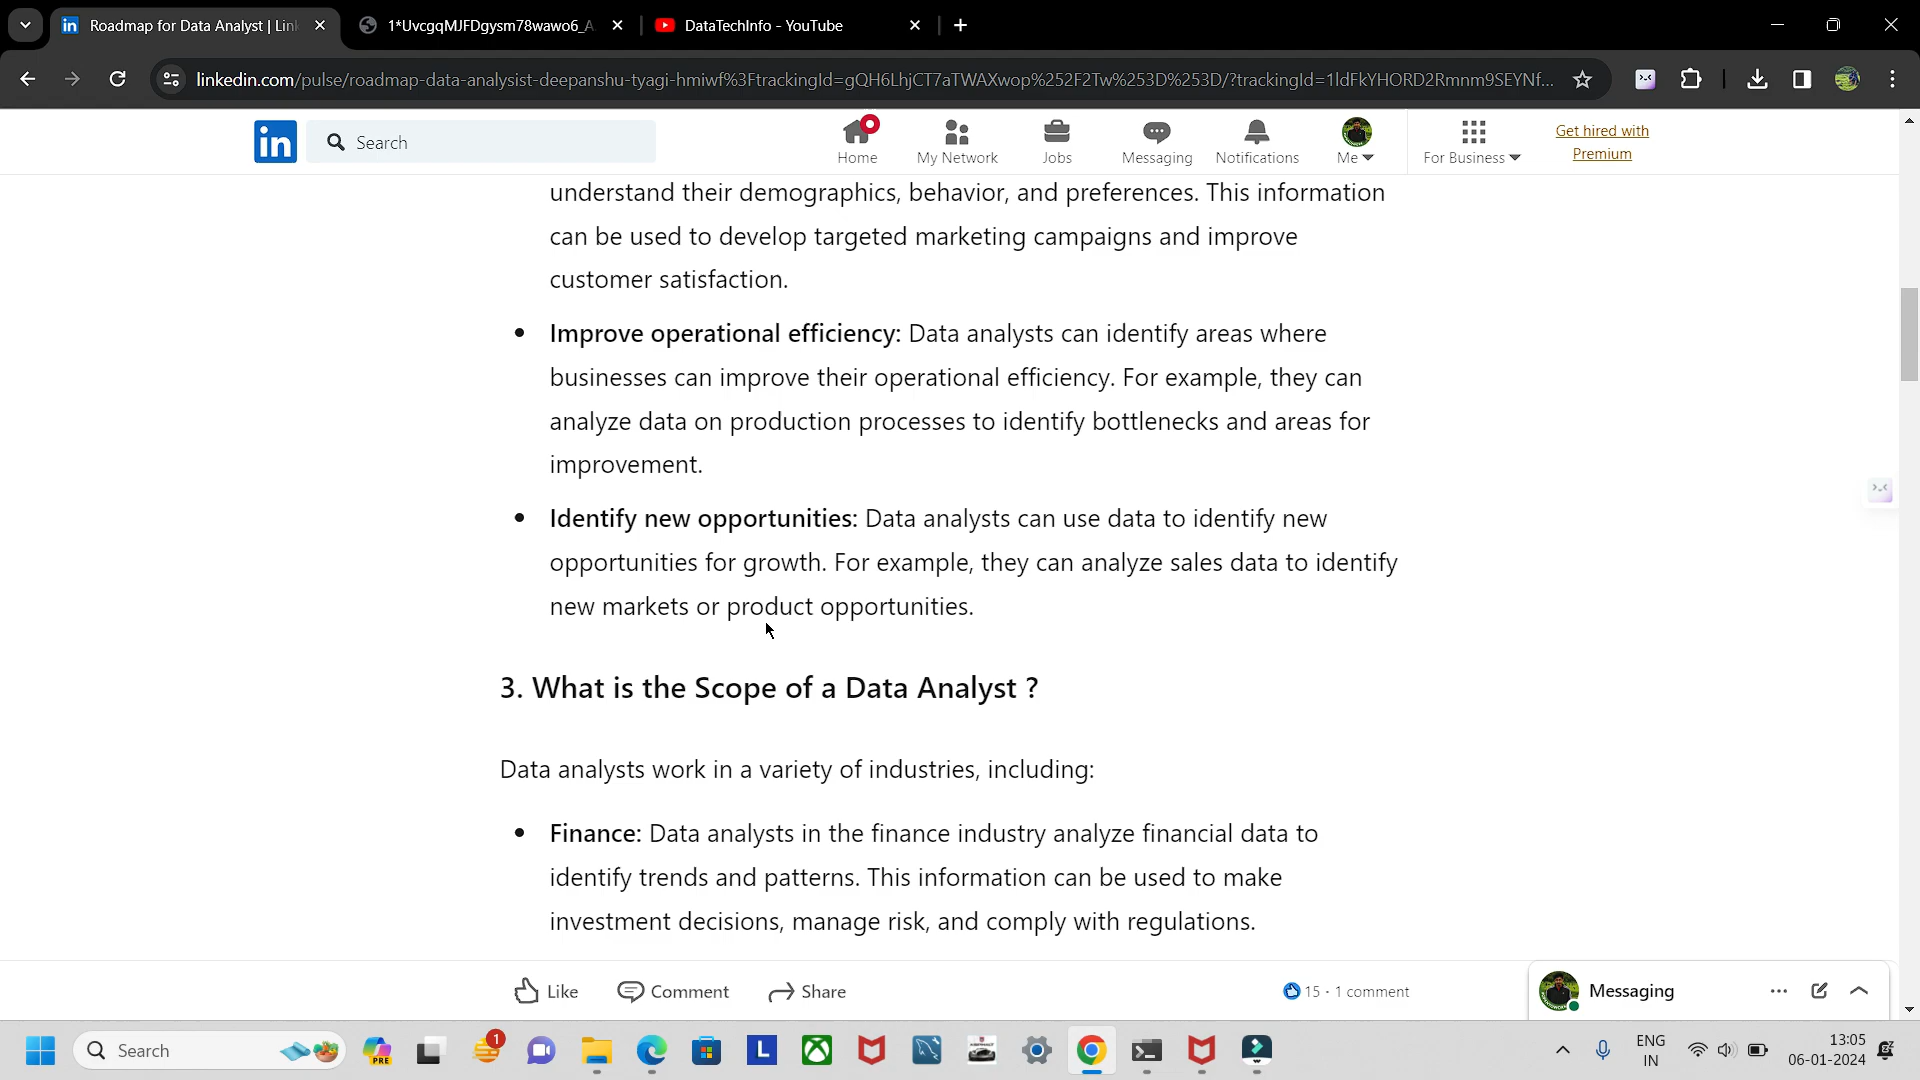 Roadmap for Data Analyst | Lin
1*UvcgqMJFDgysm78wawo6_A
DataTechInfo - YouTube
linkedin.com/pulse/roadmap-data-analysist-deepanshu-tyagi-hmiwf%3FtrackingId=gQH6LhjCT7aTWAXwop%252F2Tw%253D%253D/?trackingId=1ldFkYHORD2Rmnm9SEYNf...
in
Search
Home
My Network
Jobs
Messaging
Notifications
Me
For Business
Get hired with
Premium
understand their demographics, behavior, and preferences. This information
can be used to develop targeted marketing campaigns and improve
customer satisfaction.
• Improve operational efficiency: Data analysts can identify areas where
businesses can improve their operational efficiency. For example, they can
analyze data on production processes to identify bottlenecks and areas for
improvement.
• Identify new opportunities: Data analysts can use data to identify new
opportunities for growth. For example, they can analyze sales data to identify
new markets or product opportunities.
3. What is the Scope of a Data Analyst ?
Data analysts work in a variety of industries, including:
• Finance: Data analysts in the finance industry analyze financial data to
identify trends and patterns. This information can be used to make
investment decisions, manage risk, and comply with regulations.
Like
Comment
Share
15 · 1 comment
Messaging
Search
PRE
1
L
ENG
IN
13:05
06-01-2024